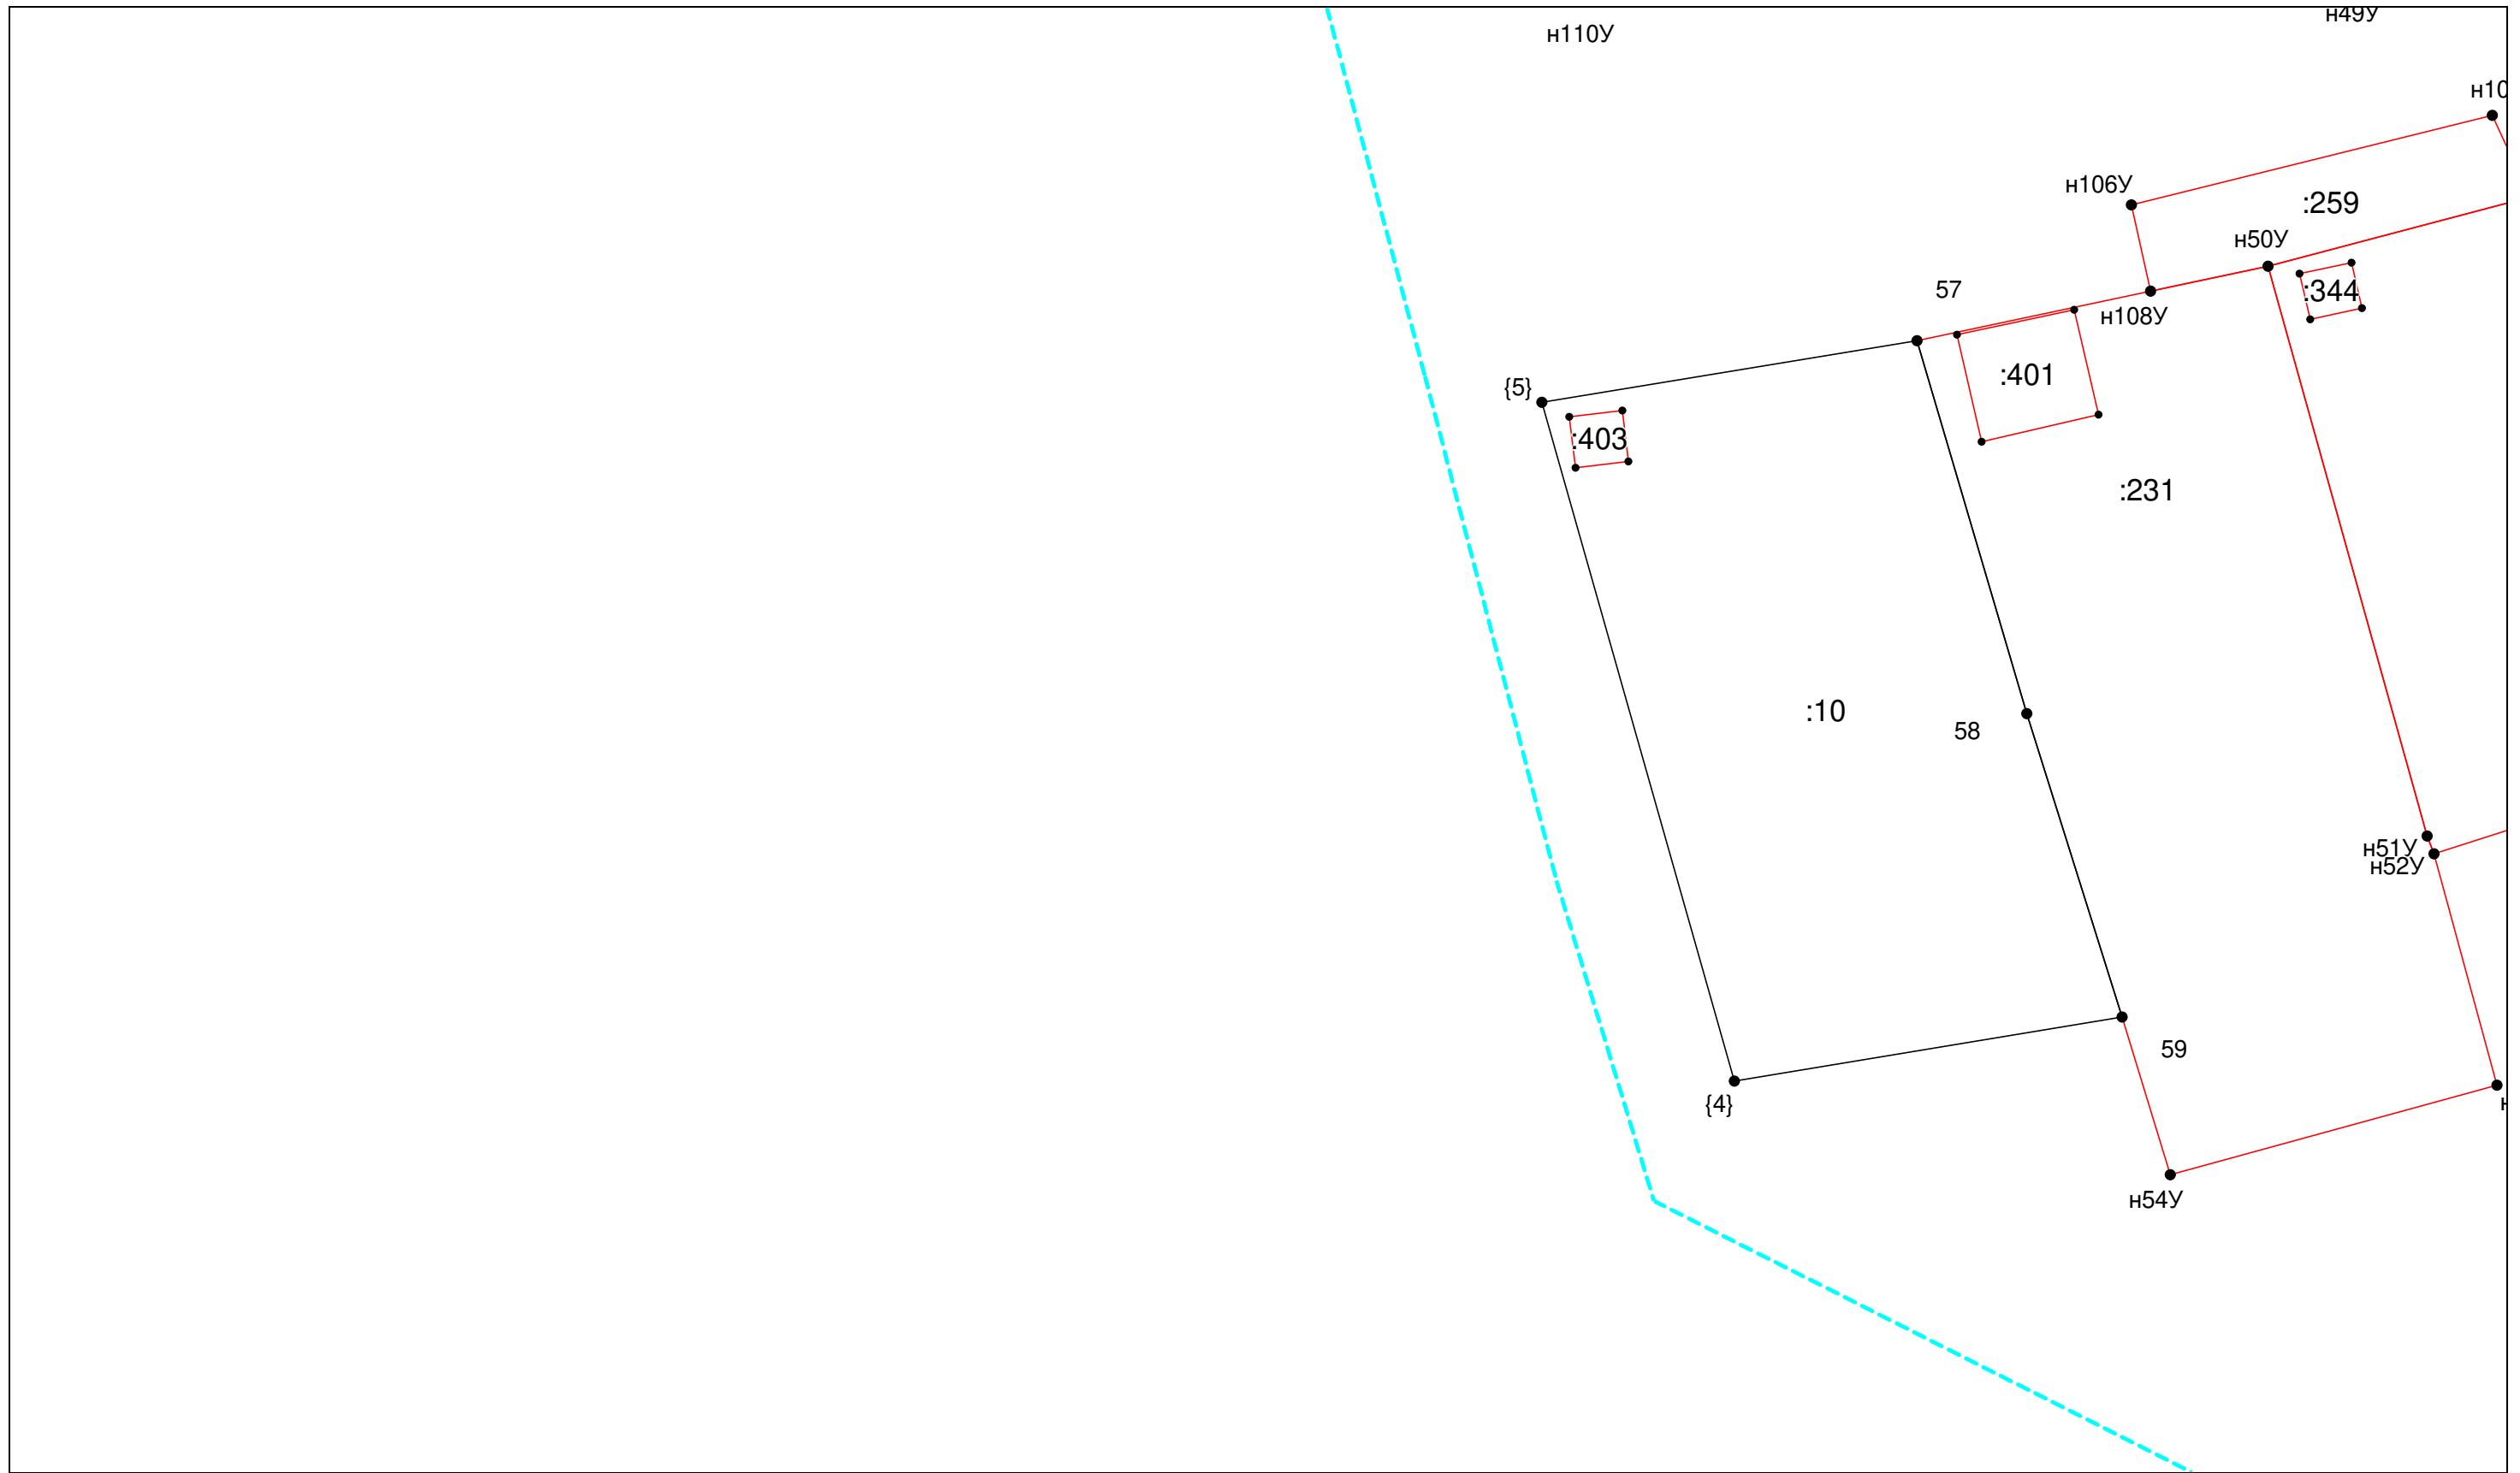 н49У
н110У
н10
н106У
:259
н50У
57
:344
н108У
:401
{5}
:403
:231
:10
58
н51У
н52У
59
{4}
н54У